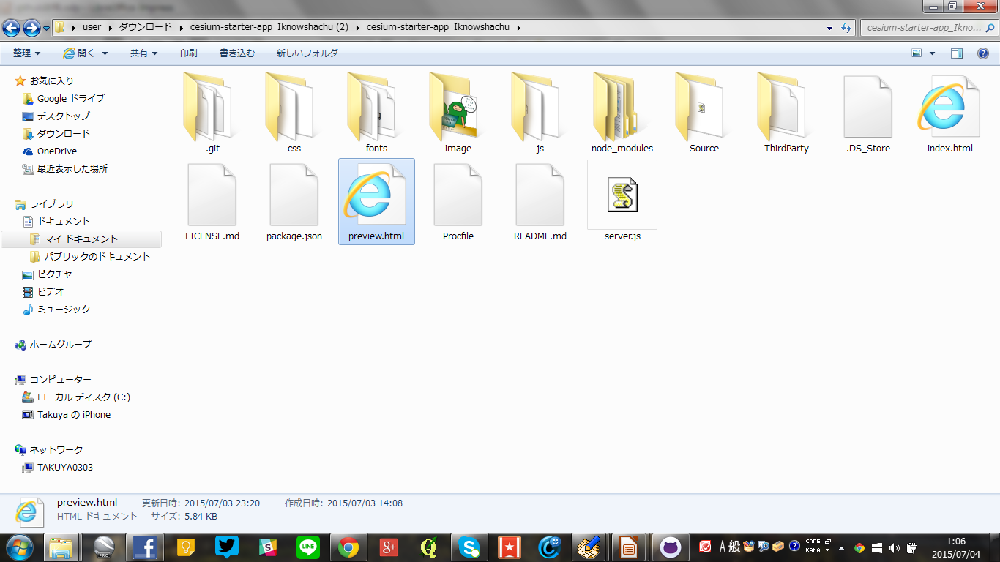 user ダウンロード cesium-starter-app_Iknowshachu (2) cesium-starter-app_Iknowshachu cesium-starter-app_Ikno...
整理 開く 共有 印刷 書き込む 新しいフォルダー
お気に入り
Google ドライブ
デスクトップ
ダウンロード
OneDrive
最近表示した場所
ライブラリ
ドキュメント
マイ ドキュメント
パブリックのドキュメント
ピクチャ
ビデオ
ミュージック
ホームグループ
コンピューター
ローカル ディスク (C:)
Takuya の iPhone
ネットワーク
TAKUYA0303
.git css fonts image js node_modules Source ThirdParty .DS_Store index.html
LICENSE.md package.json preview.html Procfile README.md server.js
preview.html 更新日時: 2015/07/03 23:20 作成日時: 2015/07/03 14:08
HTML ドキュメント サイズ: 5.84 KB
PRO
LINE
g+
A 般
CAPS
KANA
1:06
2015/07/04